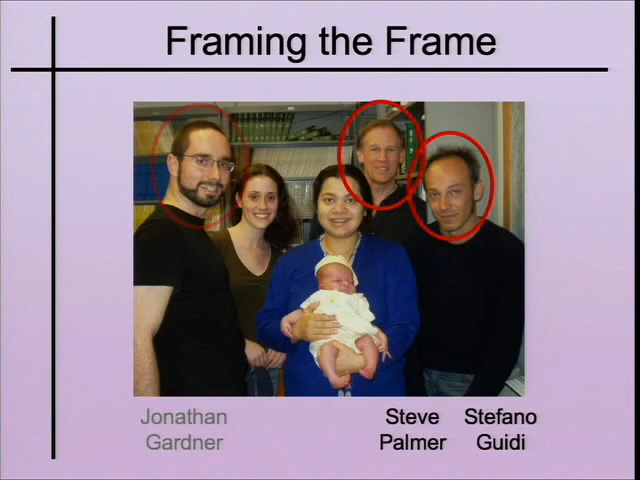 Framing the Frame
Jonathan
Gardner
Steve
Palmer
Stefano
Guidi